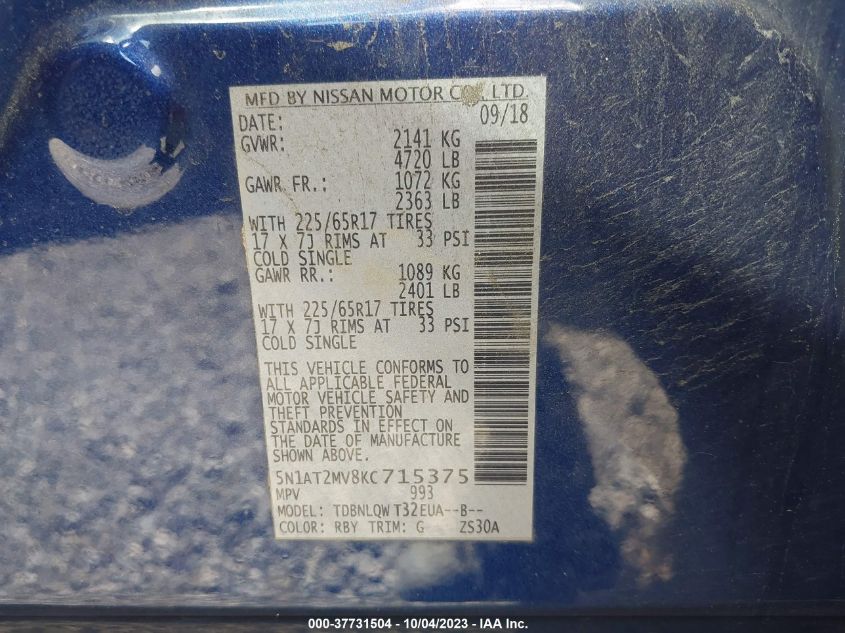 MFD BY NISSAN MOTOR CO., LTD.
DATE: 09/18
GVWR: 2141 KG
4720 LB
GAWR FR.: 1072 KG
2363 LB
WITH 225/65R17 TIRES
17 X 7J RIMS AT 33 PSI
COLD SINGLE
GAWR RR.: 1089 KG
2401 LB
WITH 225/65R17 TIRES
17 X 7J RIMS AT 33 PSI
COLD SINGLE
THIS VEHICLE CONFORMS TO
ALL APPLICABLE FEDERAL
MOTOR VEHICLE SAFETY AND
THEFT PREVENTION
STANDARDS IN EFFECT ON
THE DATE OF MANUFACTURE
SHOWN ABOVE.
5N1AT2MV8KC715375
MPV 993
MODEL: TDBNLQW T32EUA--B--
COLOR: RBY TRIM: G ZS30A
000-37731504 - 10/04/2023 - IAA Inc.